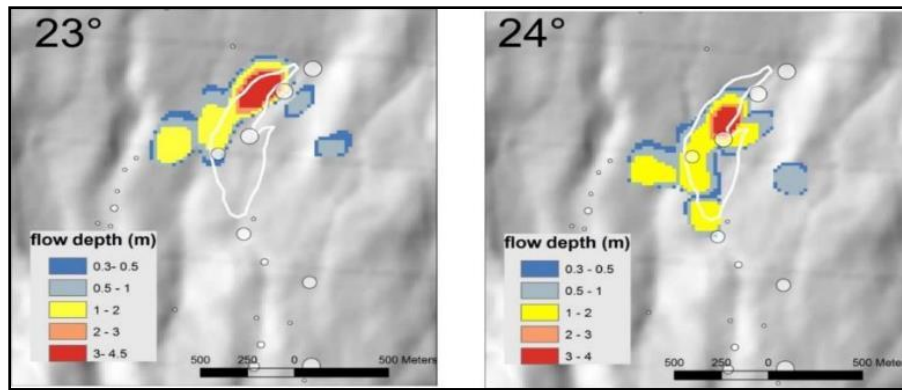 23°
flow depth (m)
0.3- 0.5
0.5 - 1
1 - 2
2 - 3
3- 4.5
500 250 0 500 Meters
24°
flow depth (m)
0.3 - 0.5
0.5 - 1
1 - 2
2 - 3
3 - 4
500 250 0 500 Meters